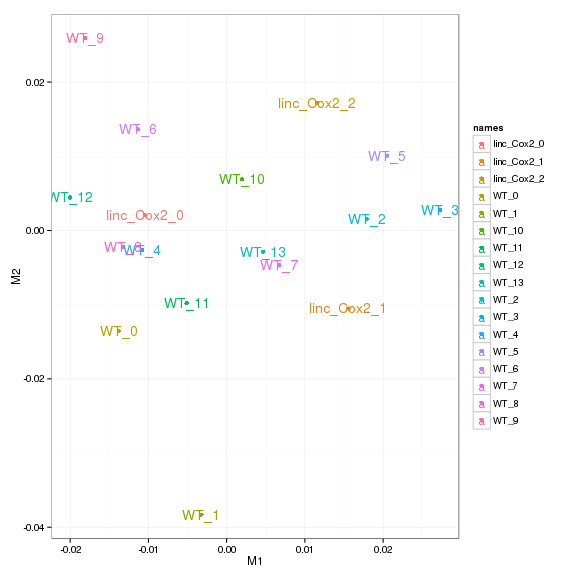 WT_9
0.02
linc_Cox2_2
WT_6
WT_5
WT_10
WT_12
WT_3
linc_Cox2_0
WT_2
0.00
WT_8
WT_4
WT_13
WT_7
WT_11
linc_Cox2_1
WT_0
-0.02
WT_1
-0.04
-0.02
-0.01
0.00
0.01
0.02
M1
M2
names
a linc_Cox2_0
a linc_Cox2_1
a linc_Cox2_2
a WT_0
a WT_1
a WT_10
a WT_11
a WT_12
a WT_13
a WT_2
a WT_3
a WT_4
a WT_5
a WT_6
a WT_7
a WT_8
a WT_9